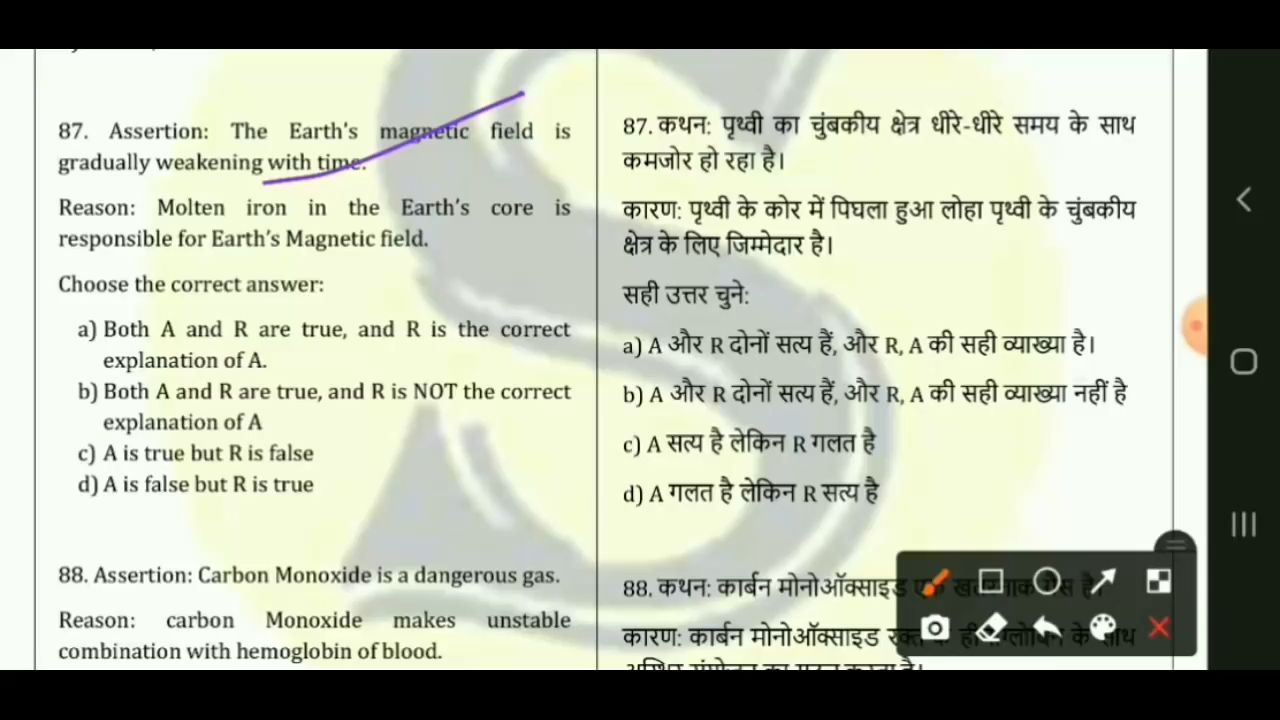 87. Assertion: The Earth's magnetic field is
gradually weakening with time.
Reason: Molten iron in the Earth's core is
responsible for Earth's Magnetic field.
Choose the correct answer:
a) Both A and R are true, and R is the correct
explanation of A.
b) Both A and R are true, and R is NOT the correct
explanation of A
c) A is true but R is false
d) A is false but R is true
88. Assertion: Carbon Monoxide is a dangerous gas.
Reason: carbon Monoxide makes unstable
combination with hemoglobin of blood.
87. कथन: पृथ्वी का चुंबकीय क्षेत्र धीरे-धीरे समय के साथ
कमजोर हो रहा है।
कारण: पृथ्वी के कोर में पिघला हुआ लोहा पृथ्वी के चुंबकीय
क्षेत्र के लिए जिम्मेदार है।
सही उत्तर चुने:
a) A और R दोनों सत्य हैं, और R, A की सही व्याख्या है।
b) A और R दोनों सत्य हैं, और R, A की सही व्याख्या नहीं है
c) A सत्य है लेकिन R गलत है
d) A गलत है लेकिन R सत्य है
88. कथन: कार्बन मोनोऑक्साइड एक खतरनाक गैस है।
कारण: कार्बन मोनोऑक्साइड रक्त के हीमोग्लोबिन के साथ